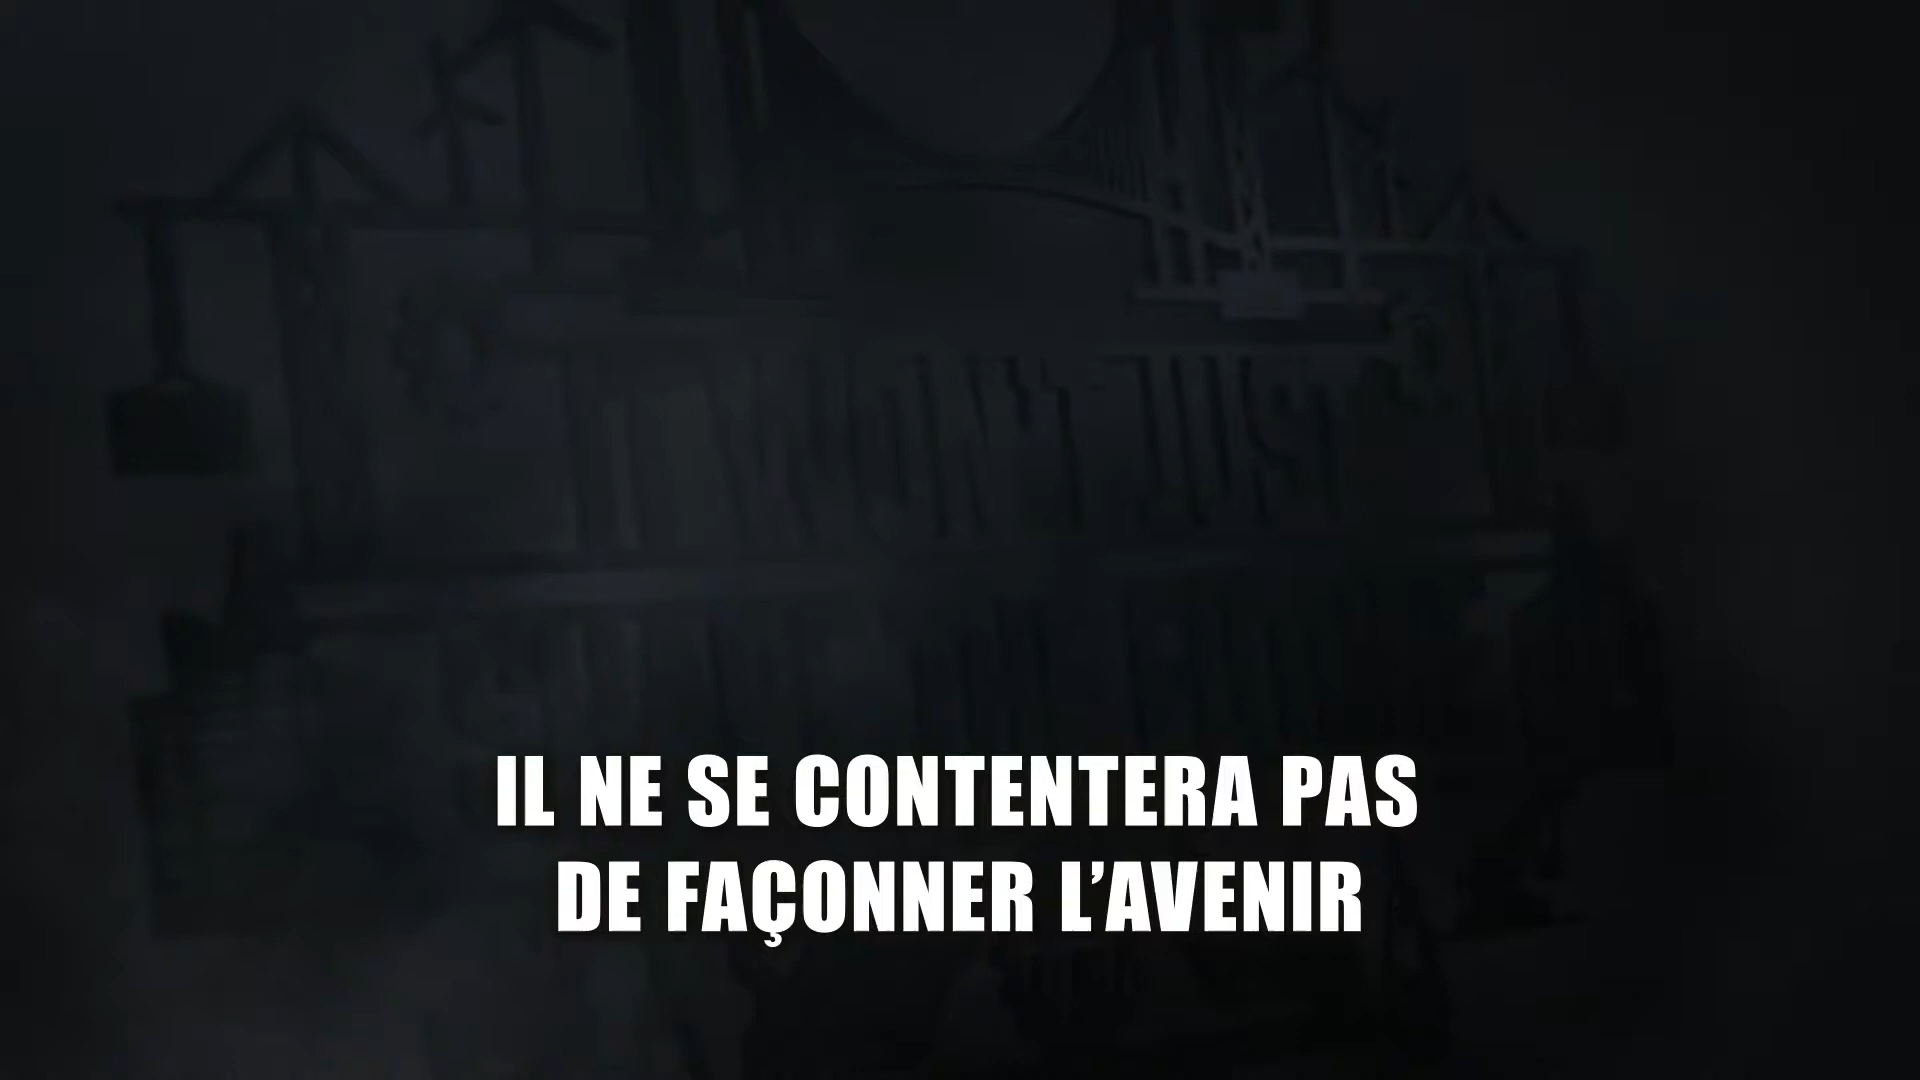 IL NE SE CONTENTERA PAS
DE FAÇONNER L’AVENIR